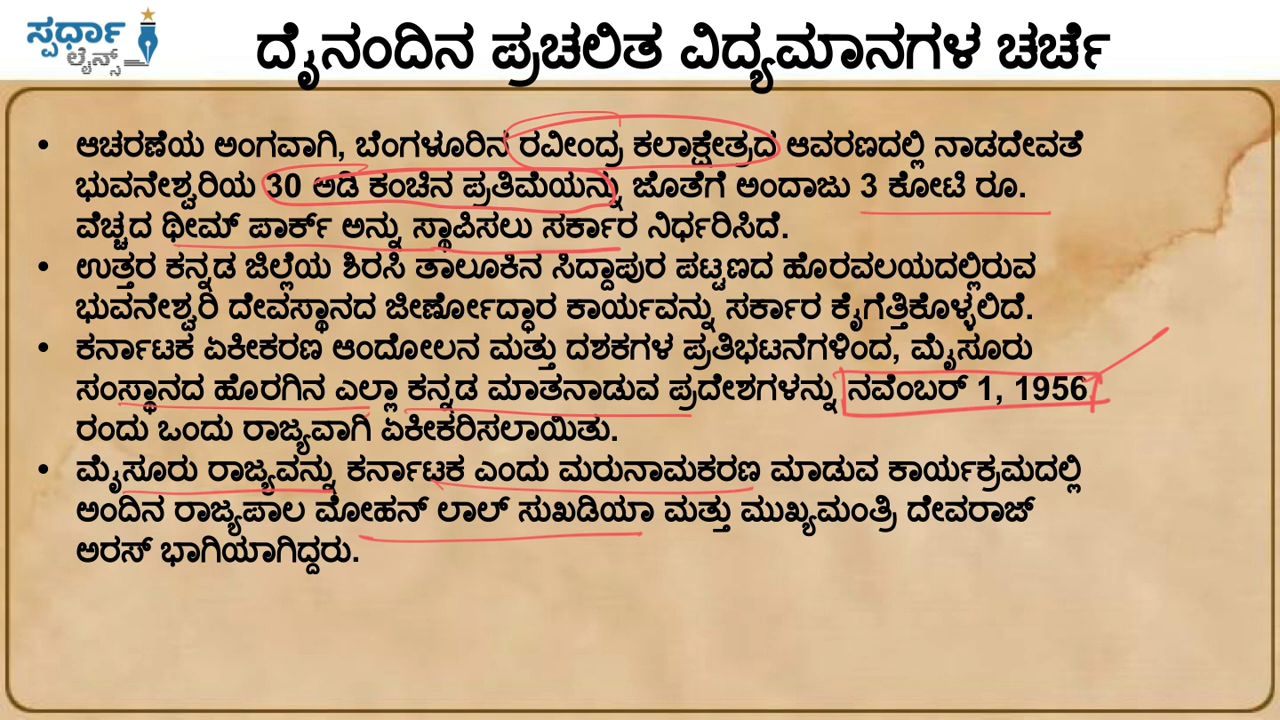 ಸ್ಪರ್ಧಾ
ಲೈನ್ಸ್
ದೈನಂದಿನ ಪ್ರಚಲಿತ ವಿದ್ಯಮಾನಗಳ ಚರ್ಚೆ
• ಆಚರಣೆಯ ಅಂಗವಾಗಿ, ಬೆಂಗಳೂರಿನ ರವೀಂದ್ರ ಕಲಾಕ್ಷೇತ್ರದ ಆವರಣದಲ್ಲಿ ನಾಡದೇವತೆ
ಭುವನೇಶ್ವರಿಯ 30 ಅಡಿ ಕಂಚಿನ ಪ್ರತಿಮೆಯನ್ನು ಜೊತೆಗೆ ಅಂದಾಜು 3 ಕೋಟಿ ರೂ.
ವೆಚ್ಚದ ಥೀಮ್ ಪಾರ್ಕ್ ಅನ್ನು ಸ್ಥಾಪಿಸಲು ಸರ್ಕಾರ ನಿರ್ಧರಿಸಿದೆ.
• ಉತ್ತರ ಕನ್ನಡ ಜಿಲ್ಲೆಯ ಶಿರಸಿ ತಾಲೂಕಿನ ಸಿದ್ದಾಪುರ ಪಟ್ಟಣದ ಹೊರವಲಯದಲ್ಲಿರುವ
ಭುವನೇಶ್ವರಿ ದೇವಸ್ಥಾನದ ಜೀರ್ಣೋದ್ಧಾರ ಕಾರ್ಯವನ್ನು ಸರ್ಕಾರ ಕೈಗೆತ್ತಿಕೊಳ್ಳಲಿದೆ.
• ಕರ್ನಾಟಕ ಏಕೀಕರಣ ಆಂದೋಲನ ಮತ್ತು ದಶಕಗಳ ಪ್ರತಿಭಟನೆಗಳಿಂದ, ಮೈಸೂರು
ಸಂಸ್ಥಾನದ ಹೊರಗಿನ ಎಲ್ಲಾ ಕನ್ನಡ ಮಾತನಾಡುವ ಪ್ರದೇಶಗಳನ್ನು ನವೆಂಬರ್ 1, 1956
ರಂದು ಒಂದು ರಾಜ್ಯವಾಗಿ ಏಕೀಕರಿಸಲಾಯಿತು.
• ಮೈಸೂರು ರಾಜ್ಯವನ್ನು ಕರ್ನಾಟಕ ಎಂದು ಮರುನಾಮಕರಣ ಮಾಡುವ ಕಾರ್ಯಕ್ರಮದಲ್ಲಿ
ಅಂದಿನ ರಾಜ್ಯಪಾಲ ಮೋಹನ್ ಲಾಲ್ ಸುಖಡಿಯಾ ಮತ್ತು ಮುಖ್ಯಮಂತ್ರಿ ದೇವರಾಜ್
ಅರಸ್ ಭಾಗಿಯಾಗಿದ್ದರು.